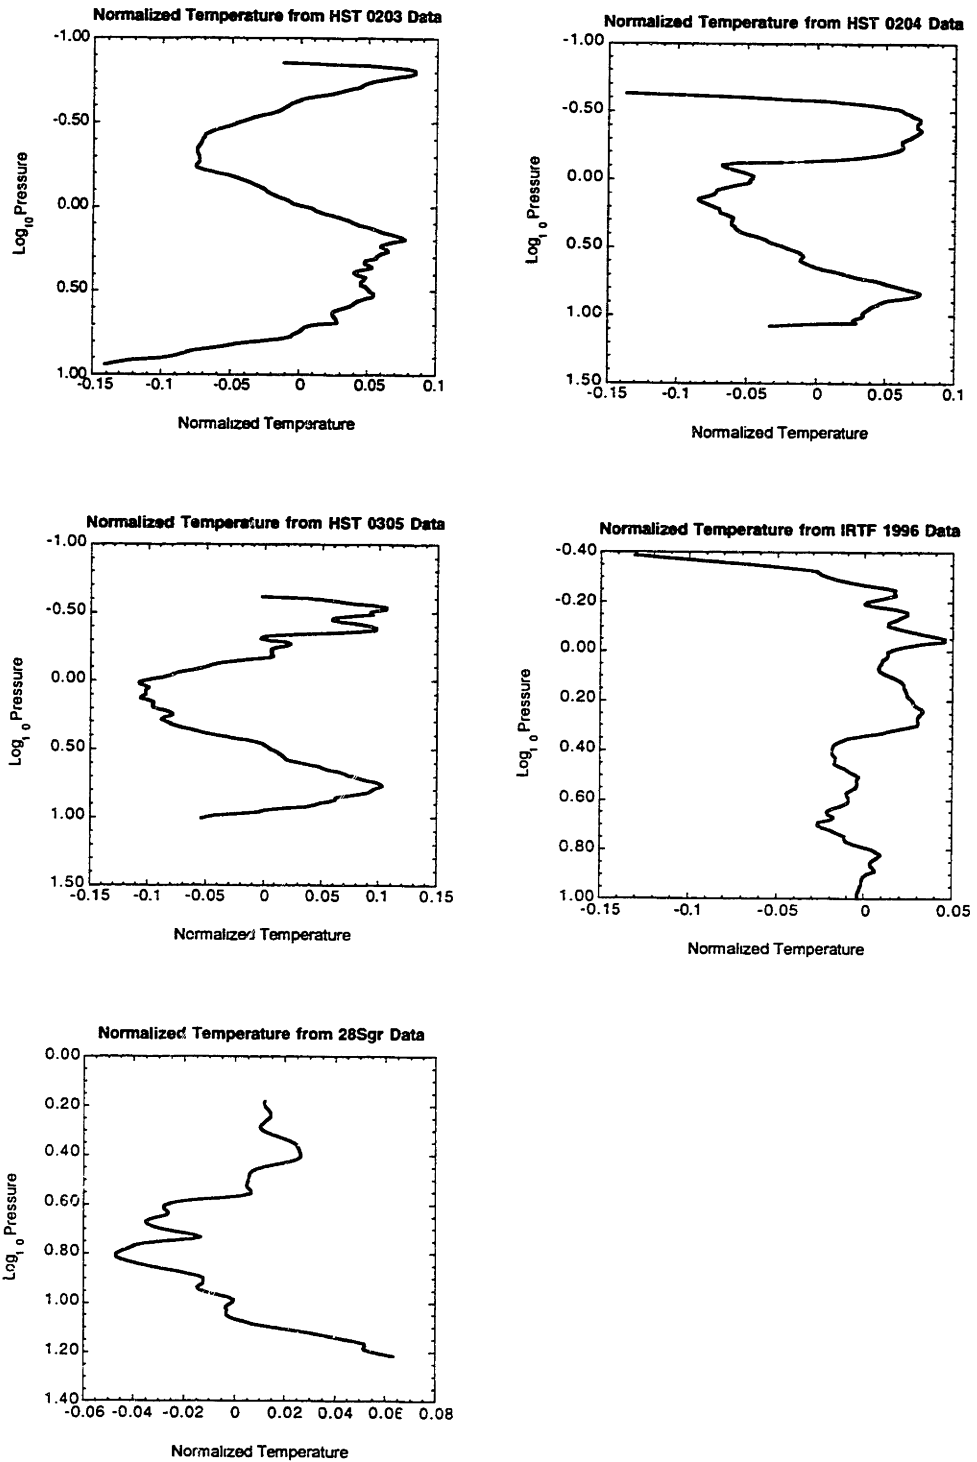 Normalized Temperature from HST 0203 Data
-1.00
-0.50
0.00
0.50
1.00
Log10 Pressure
-0.15 -0.1 -0.05 0 0.05 0.1
Normalized Temperature
Normalized Temperature from HST 0204 Data
-1.00
-0.50
0.00
0.50
1.00
1.50
Log10 Pressure
-0.15 -0.1 -0.05 0 0.05 0.1
Normalized Temperature
Normalized Temperature from HST 0305 Data
-1.00
-0.50
0.00
0.50
1.00
1.50
Log10 Pressure
-0.15 -0.1 -0.05 0 0.05 0.1 0.15
Normalized Temperature
Normalized Temperature from IRTF 1996 Data
-0.40
-0.20
0.00
0.20
0.40
0.60
0.80
1.00
Log10 Pressure
-0.15 -0.1 -0.05 0 0.05
Normalized Temperature
Normalized Temperature from 28Sgr Data
0.00
0.20
0.40
0.60
0.80
1.00
1.20
1.40
Log10 Pressure
-0.06 -0.04 -0.02 0 0.02 0.04 0.06 0.08
Normalized Temperature